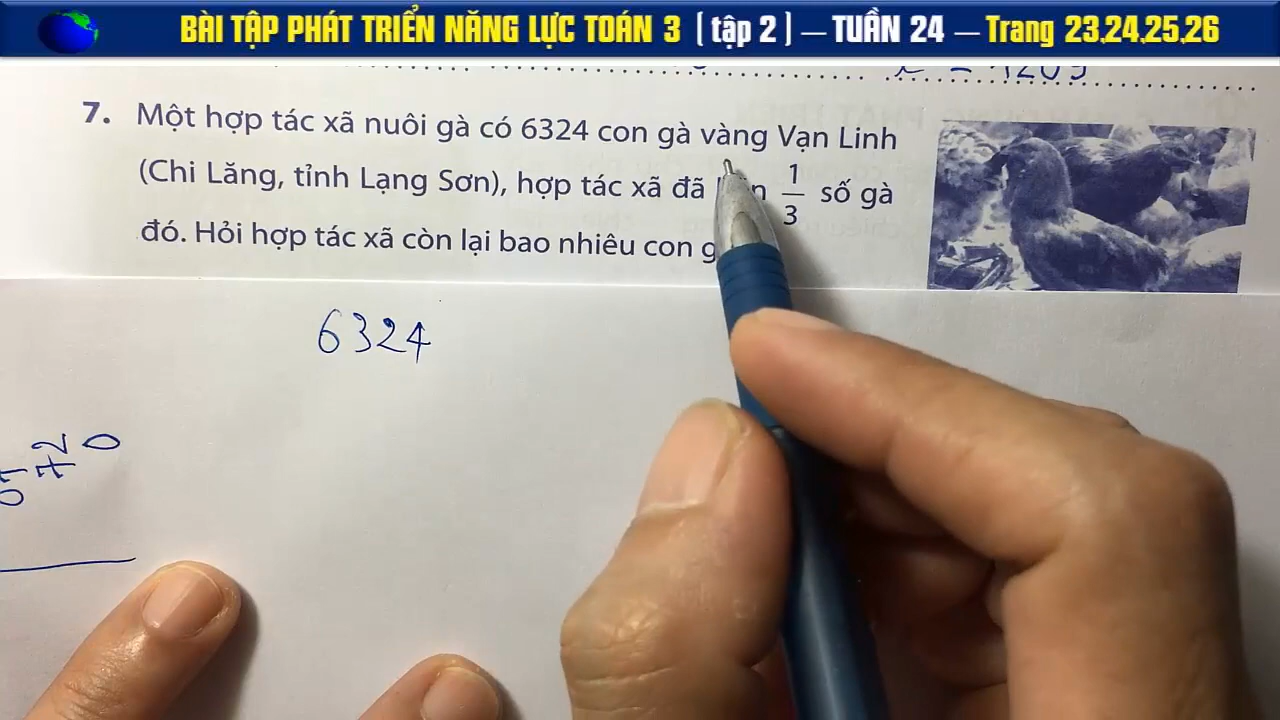 BÀI TẬP PHÁT TRIỂN NĂNG LỰC TOÁN 3 ( tập 2 ) – TUẦN 24 – Trang 23,24,25,26
7. Một hợp tác xã nuôi gà có 6324 con gà vàng Vạn Linh
(Chi Lăng, tỉnh Lạng Sơn), hợp tác xã đã 1/3 số gà
đó. Hỏi hợp tác xã còn lại bao nhiêu con
6324